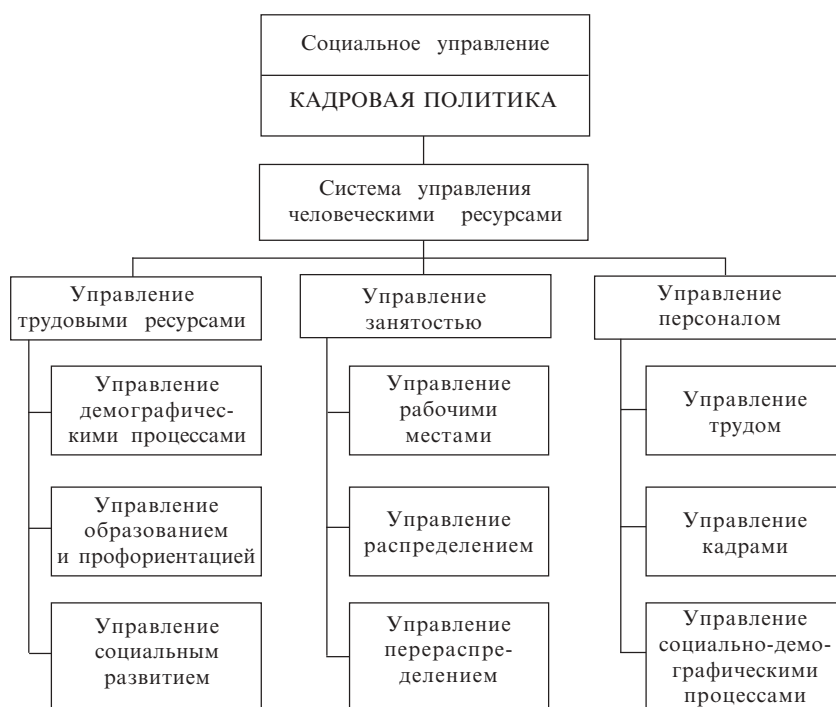 Социальное управление
КАДРОВАЯ ПОЛИТИКА
Система управления
человеческими ресурсами
Управление
трудовыми ресурсами
Управление
занятостью
Управление
персоналом
Управление
демографичес-
кими процессами
Управление
рабочими
местами
Управление
трудом
Управление
образованием
и профориентацией
Управление
распределением
Управление
кадрами
Управление
социальным
развитием
Управление
перераспре-
делением
Управление
социально-демо-
графическими
процессами